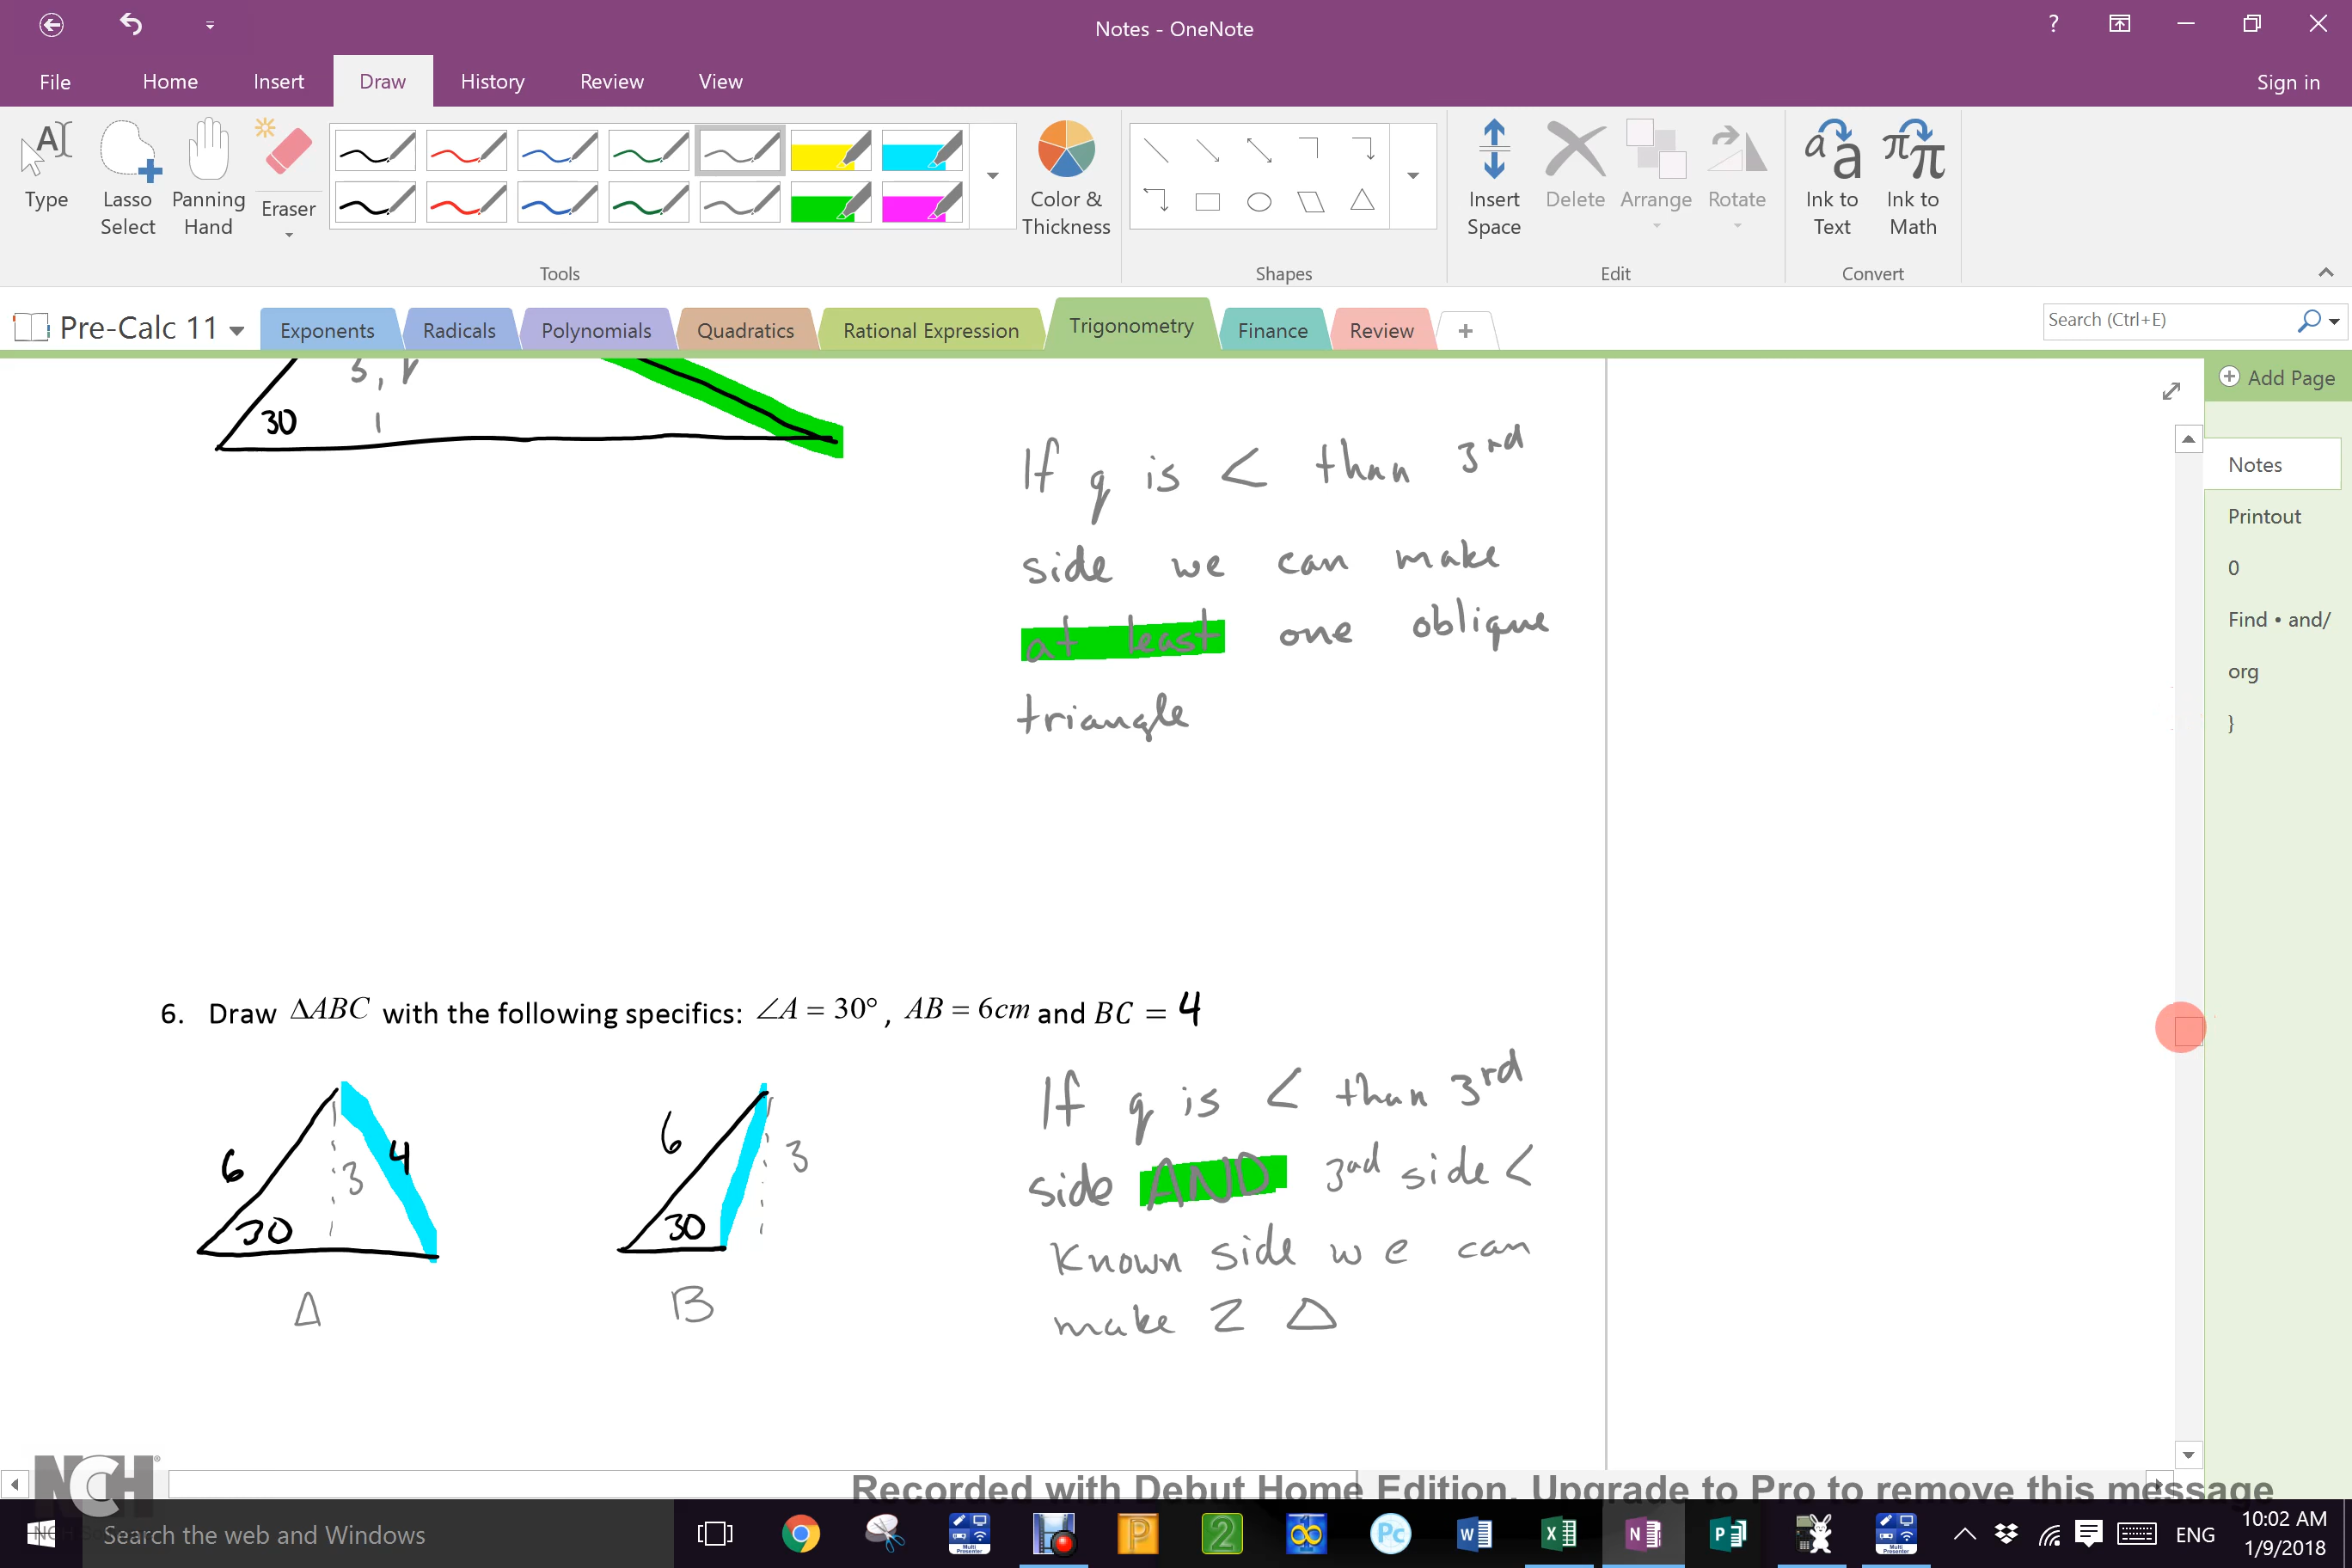 Notes - OneNote
?
File Home Insert Draw History Review View
Sign in
Type
Lasso Select
Panning Hand
Eraser
Color & Thickness
Insert Space
Delete
Arrange
Rotate
Ink to Text
Ink to Math
Tools
Shapes
Edit
Convert
Pre-Calc 11
Exponents Radicals Polynomials Quadratics Rational Expression Trigonometry Finance Review +
Search (Ctrl+E)
Add Page
Notes
Printout
0
Find • and/
org
}
30
If q is < than 3rd
side we can make
at least one oblique
triangle
6. Draw ΔABC with the following specifics: ∠A = 30°, AB = 6cm and BC = 4
6 3 4
30
A
6 3
30
B
If q is < than 3rd
side AND 3rd side <
Known side we can
make 2 Δ
NCH
Recorded with Debut Home Edition. Upgrade to Pro to remove this message
Search the web and Windows
ENG
10:02 AM
1/9/2018